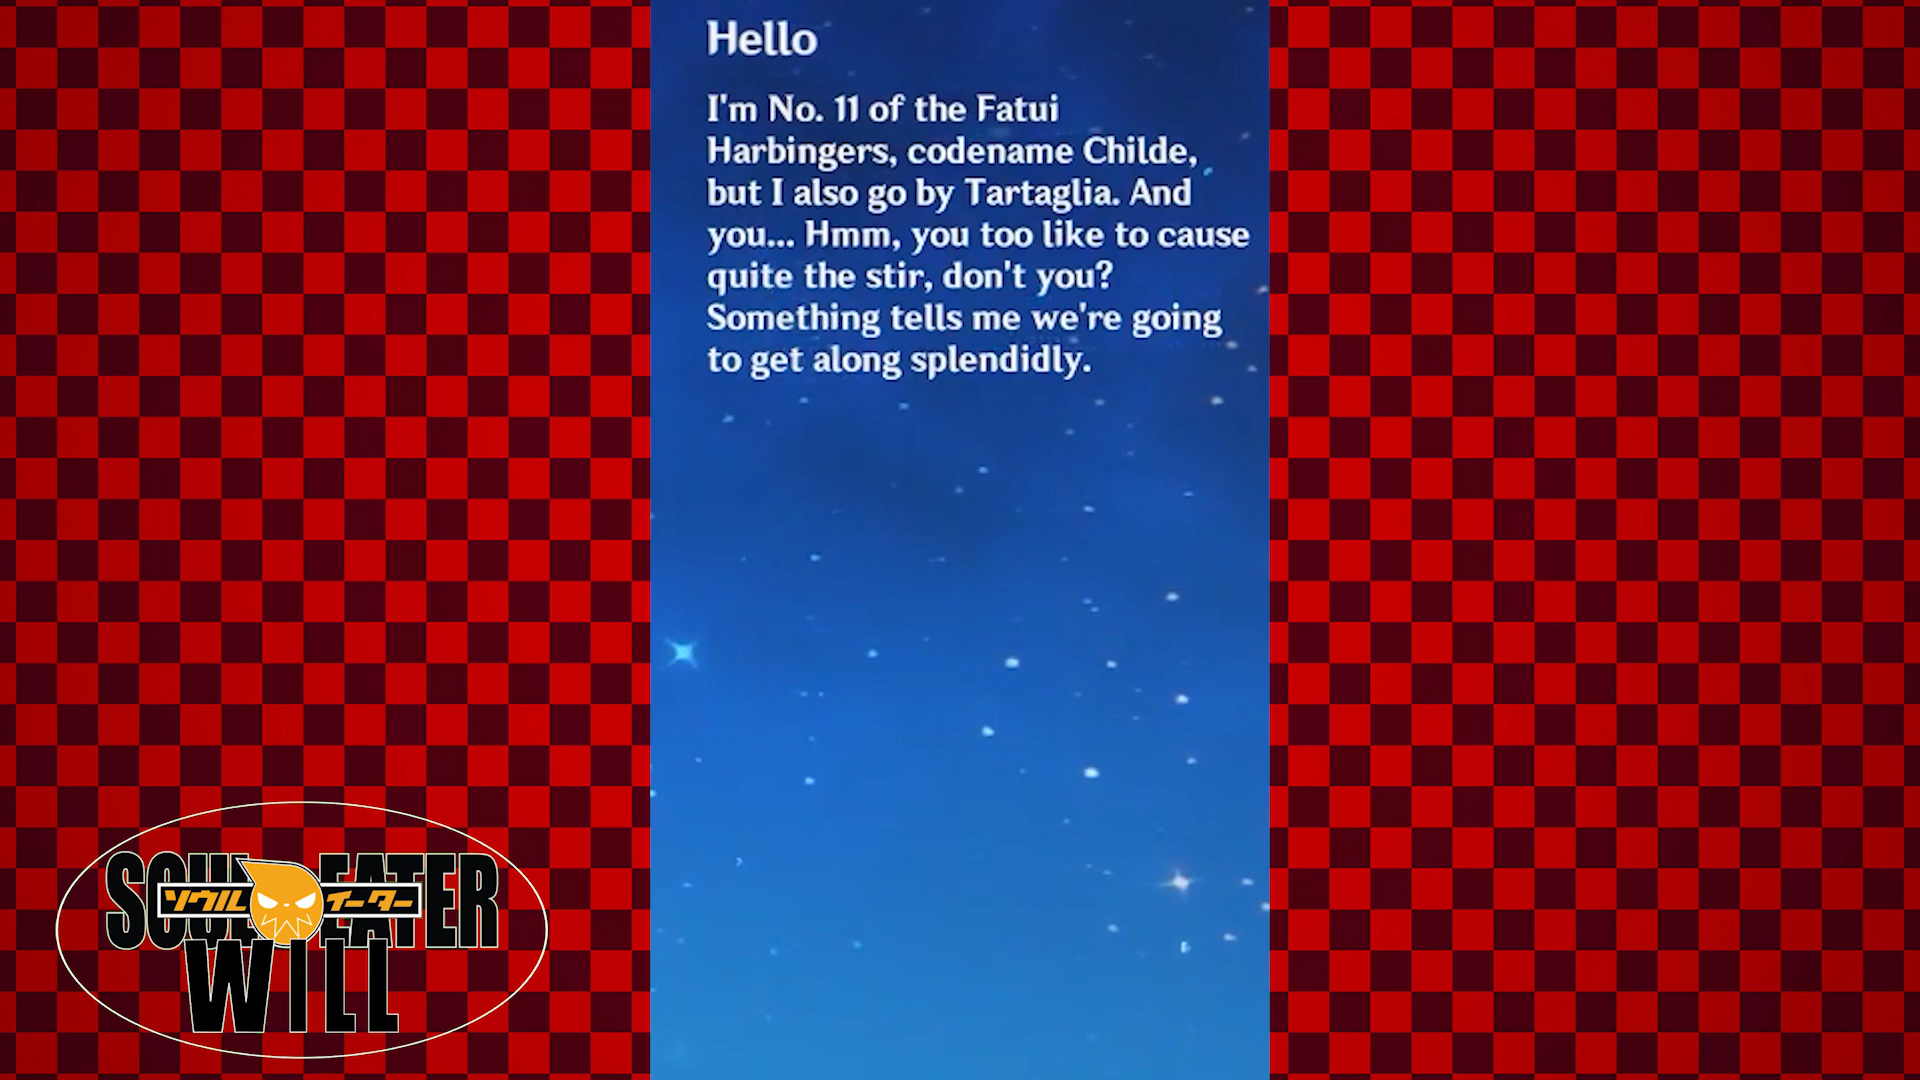 Hello
I'm No. 11 of the Fatui
Harbingers, codename Childe,
but I also go by Tartaglia. And
you... Hmm, you too like to cause
quite the stir, don't you?
Something tells me we're going
to get along splendidly.
SOUL EATER
ソウルイーター
WILL